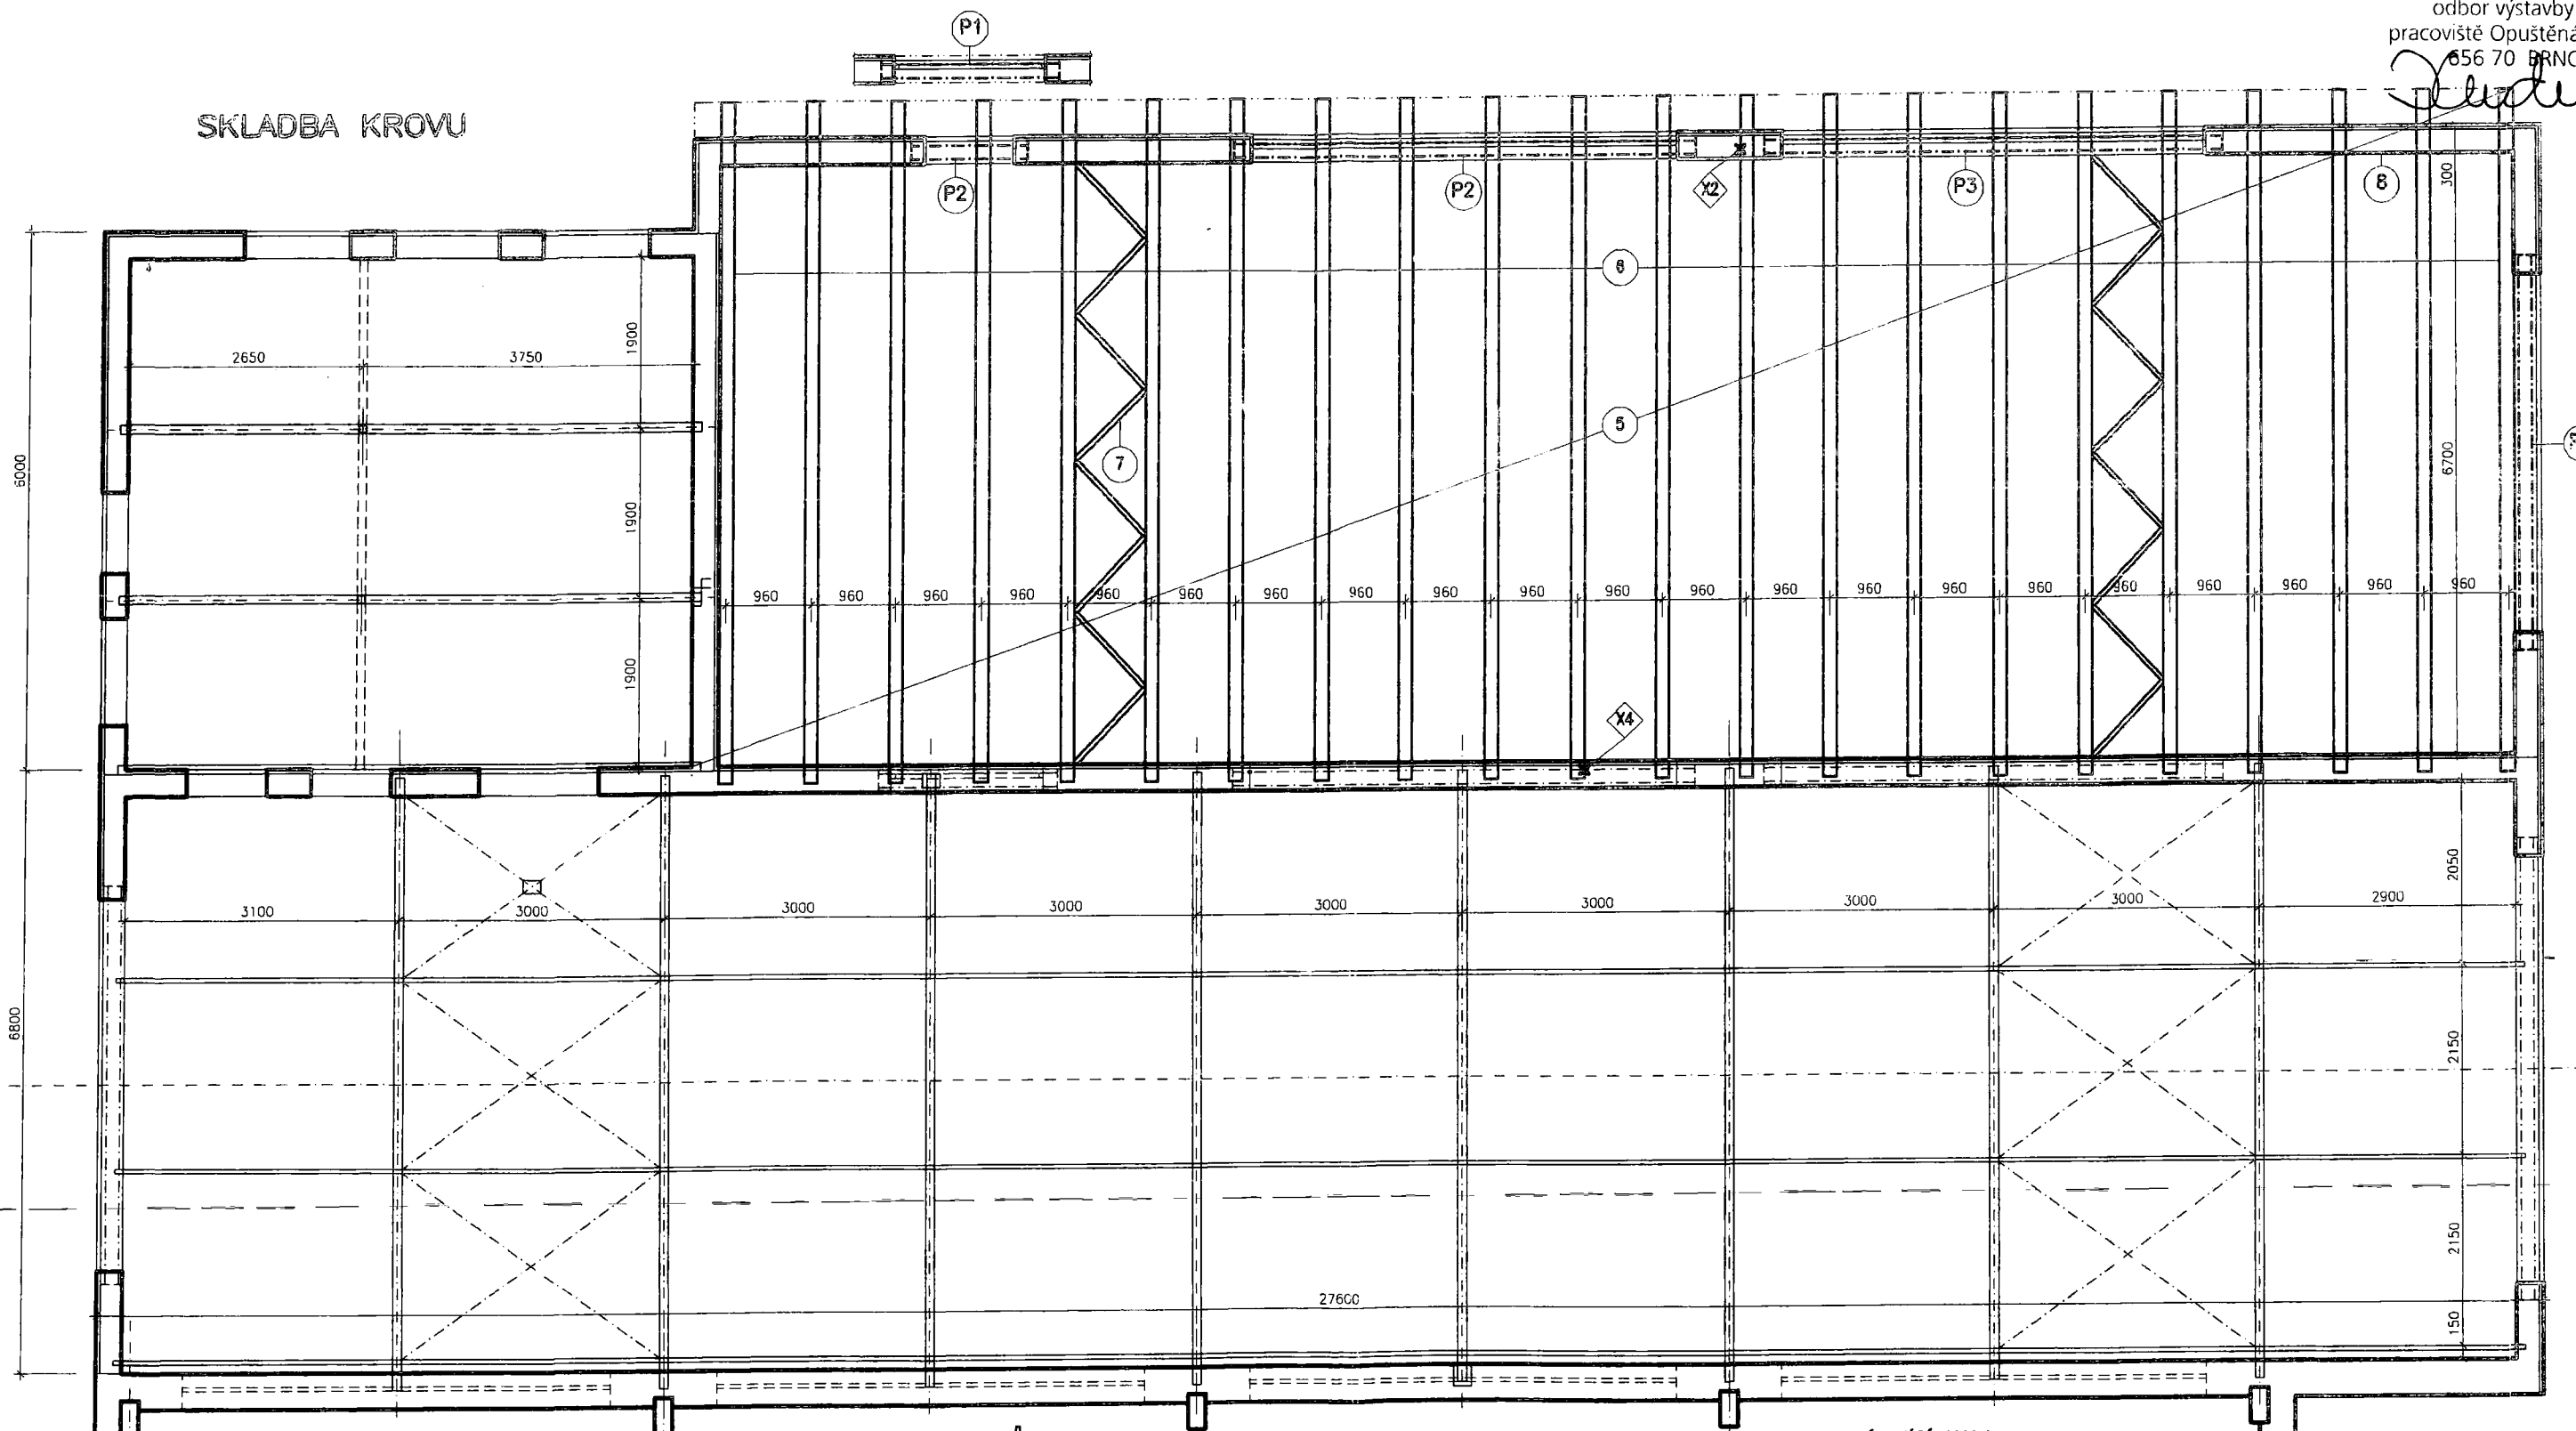 odbor výstavby
pracoviště Opuštěná
656 70 BRNO
P1
SKLADBA KROVU
P2
P2
X2
P3
8
300
6
1900
2650
3750
5
7
6000
6700
1900
960 960 960 960 960 960 960 960 960 960 960 960 960 960 960 960 960 960 960 960 960
1900
X4
2050
3100 3000 3000 3000 3000 3000 3000 3000 2900
6800
2150
2150
27600
150